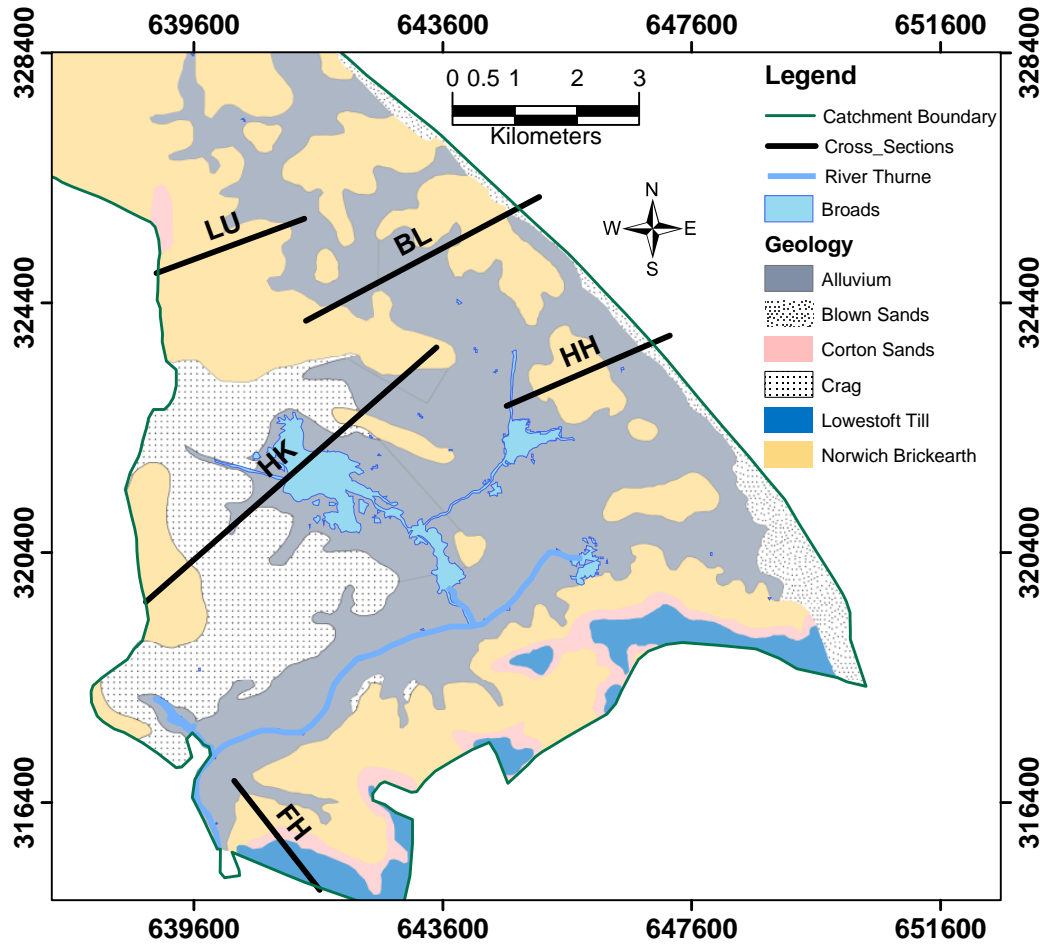 639600 643600 647600 651600
328400 328400
0 0.5 1 2 3
Kilometers
Legend
Catchment Boundary
Cross_Sections
River Thurne
Broads
Geology
Alluvium
Blown Sands
Corton Sands
Crag
Lowestoft Till
Norwich Brickearth
N
W E
S
LU
BL
324400 324400
HH
HK
320400 320400
316400 316400
FH
639600 643600 647600 651600